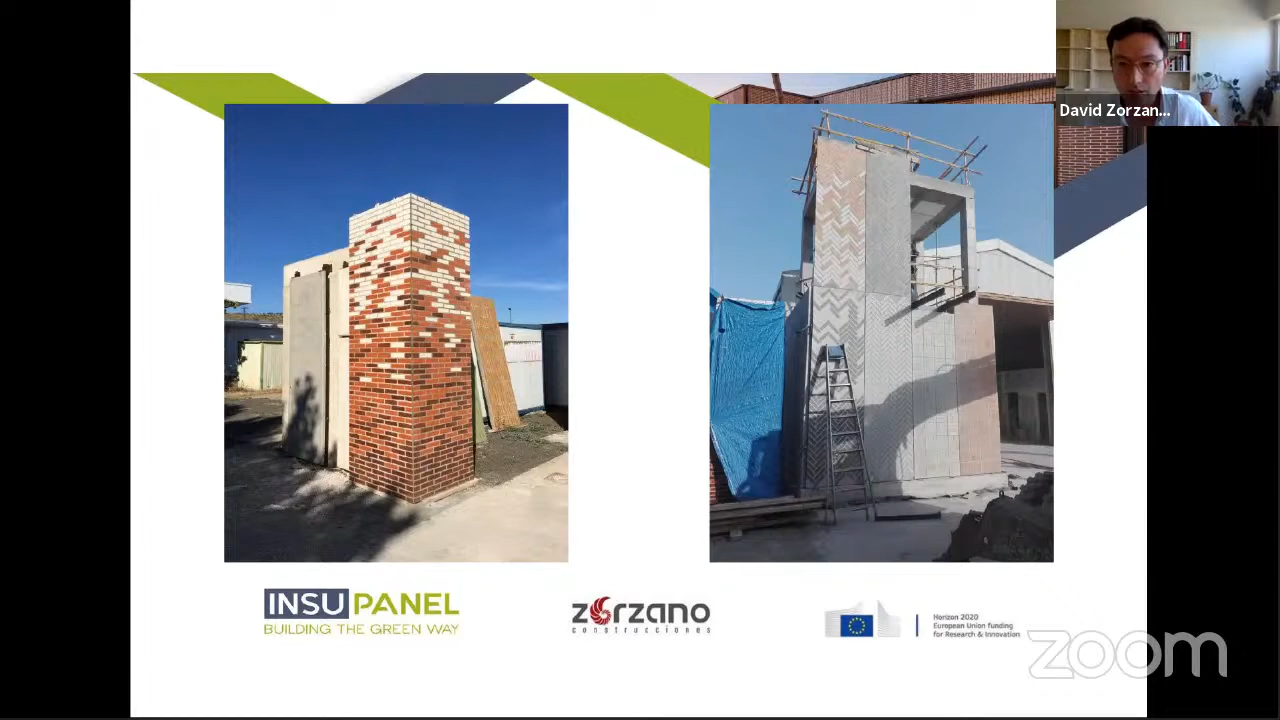 David Zorzan...
INSUPANEL
BUILDING THE GREEN WAY
zorzano
construcciones
Horizon 2020
European Union funding
for Research & Innovation
zoom